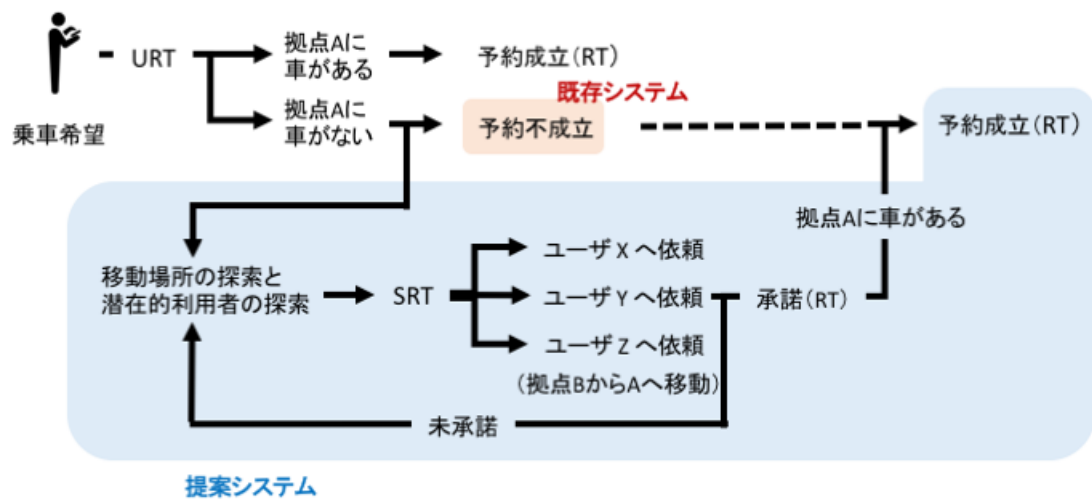 乗車希望
URT
拠点Aに
車がある
予約成立(RT)
拠点Aに
車がない
既存システム
予約不成立
予約成立(RT)
拠点Aに車がある
移動場所の探索と
潜在的利用者の探索
SRT
ユーザX へ依頼
ユーザY へ依頼
ユーザZ へ依頼
(拠点BからAへ移動)
承諾(RT)
未承諾
提案システム